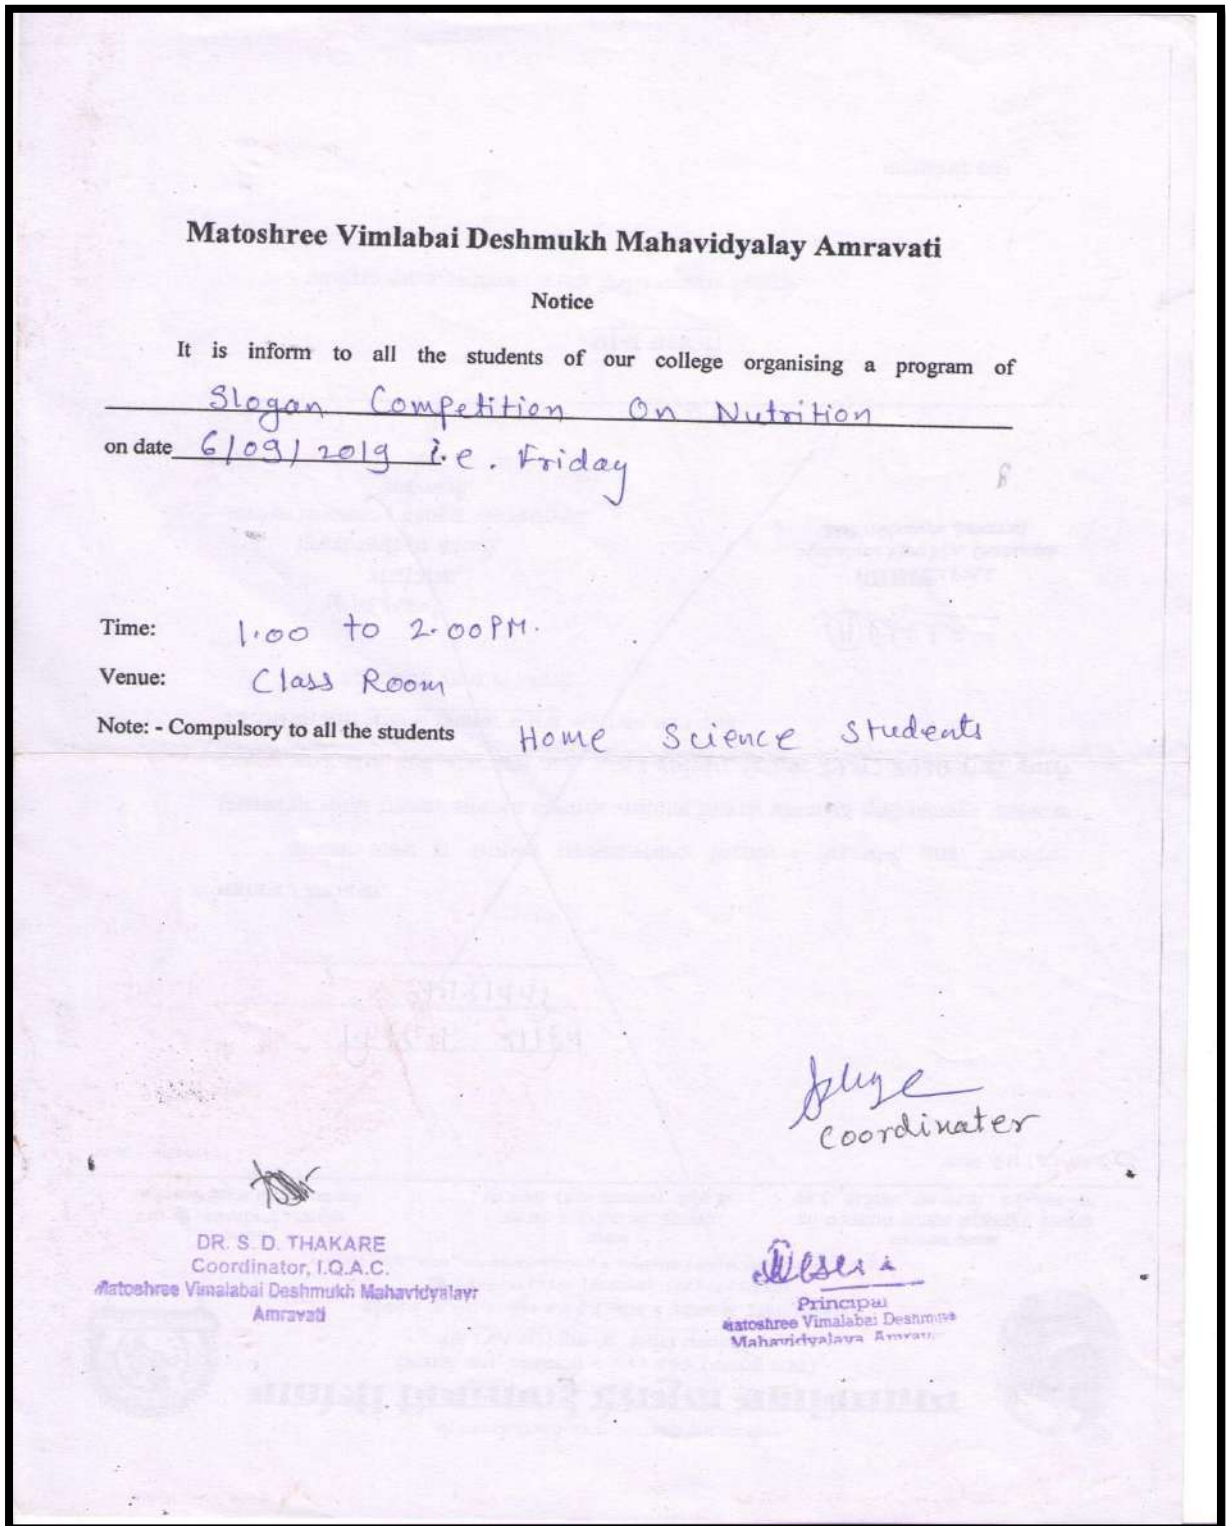 Matoshree Vimlabai Deshmukh Mahavidyalay Amravati
Notice
It is inform to all the students of our college organising a program of
Slogan Competition On Nutrition
on date 6/09/2019 i.e. Friday
Time: 1.00 to 2.00PM.
Venue: Class Room
Note: - Compulsory to all the students Home Science Students
Coordinater
DR. S. D. THAKARE
Coordinator, I.Q.A.C.
Matoshree Vimalabai Deshmukh Mahavidyalayr
Amravati
Principal
Matoshree Vimalabai Deshmukh
Mahavidyalaya Amravati